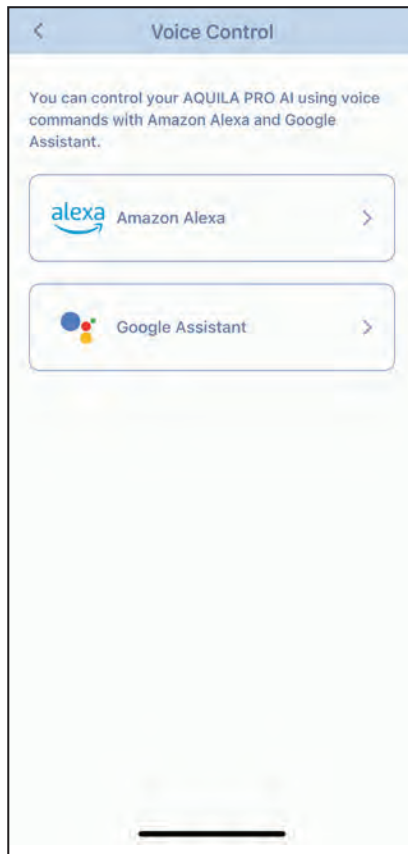 Voice Control
You can control your AQUILA PRO AI using voice
commands with Amazon Alexa and Google
Assistant.
alexa Amazon Alexa
Google Assistant